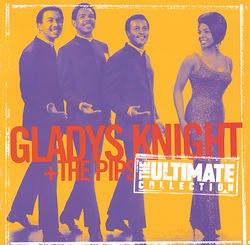 GLADYS KNIGHT
+THE PIPS
THE ULTIMATE
COLLECTION